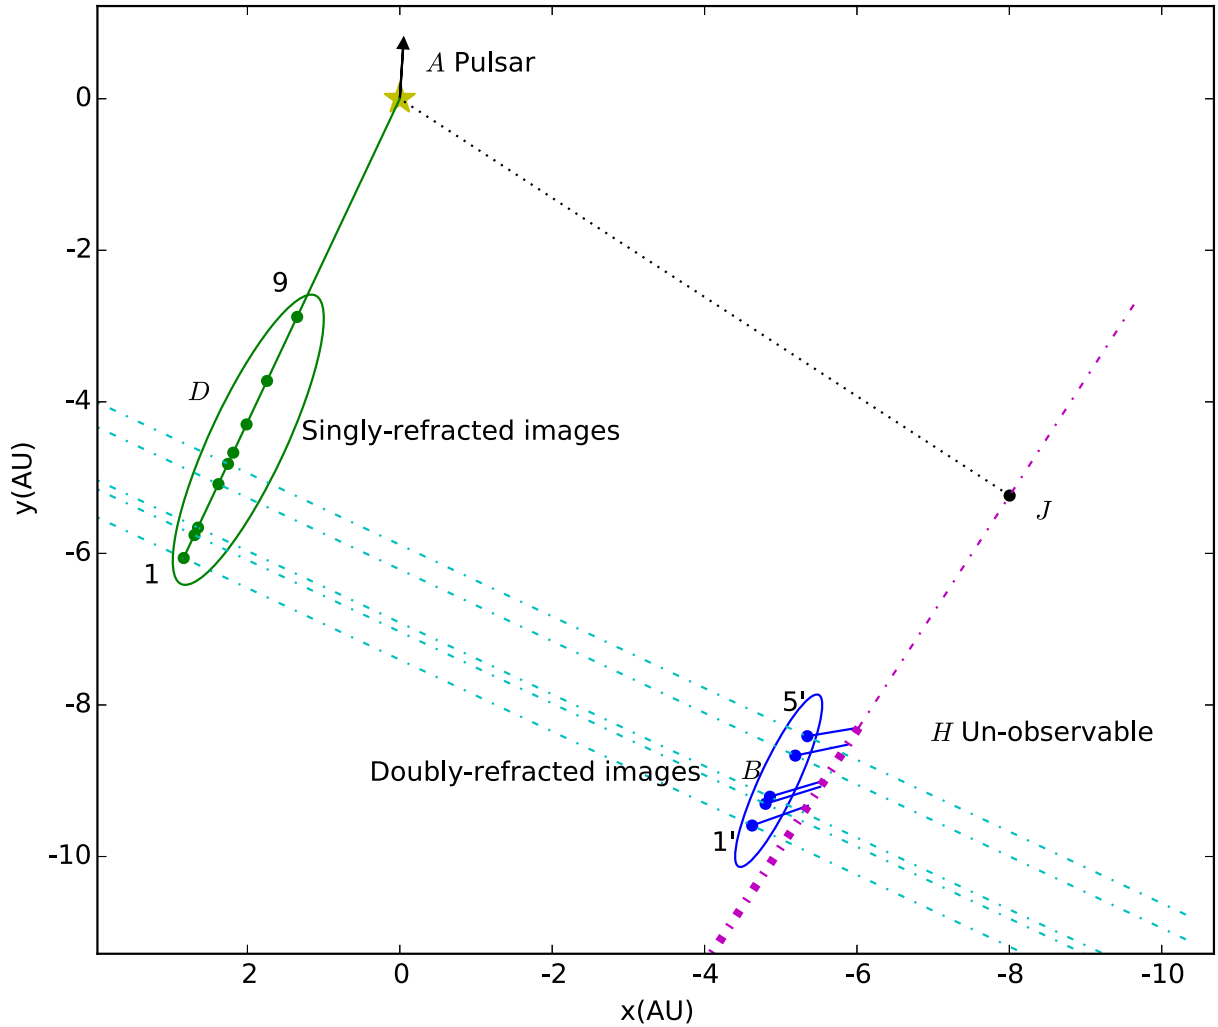 A Pulsar
0
-2
9
D
-4
Singly-refracted images
y(AU)
J
-6
1
5'
-8
H Un-observable
Doubly-refracted images
B
1'
-10
2
0
-2
-4
-6
-8
-10
x(AU)